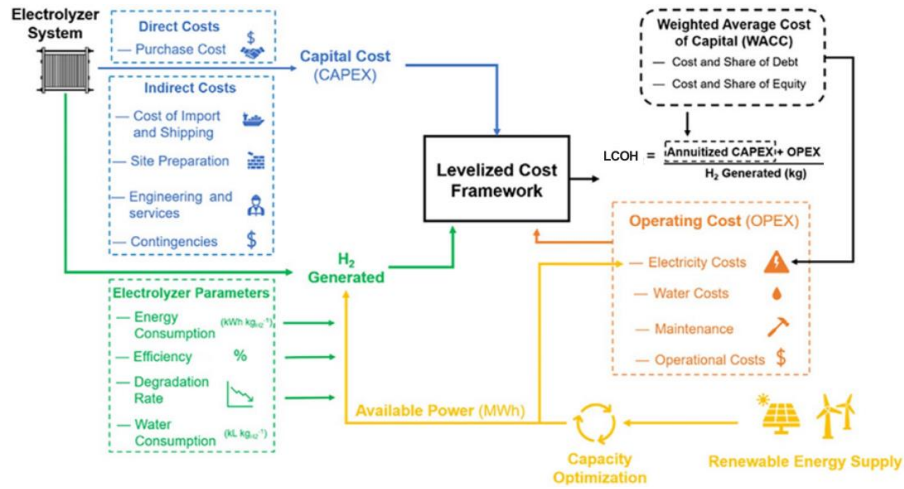 Electrolyzer
System
Direct Costs
— Purchase Cost
$
Indirect Costs
— Cost of Import
and Shipping
— Site Preparation
— Engineering and
services
— Contingencies
$
Capital Cost
(CAPEX)
Weighted Average Cost
of Capital (WACC)
— Cost and Share of Debt
— Cost and Share of Equity
Levelized Cost
Framework
LCOH = Annuitized CAPEX + OPEX
H₂ Generated (kg)
Operating Cost (OPEX)
— Electricity Costs
— Water Costs
— Maintenance
— Operational Costs $
H₂
Generated
Electrolyzer Parameters
— Energy
Consumption
(kWh kg_H2⁻¹)
— Efficiency %
— Degradation
Rate
— Water
Consumption
(kL kg_H2⁻¹)
Available Power (MWh)
Capacity
Optimization
Renewable Energy Supply